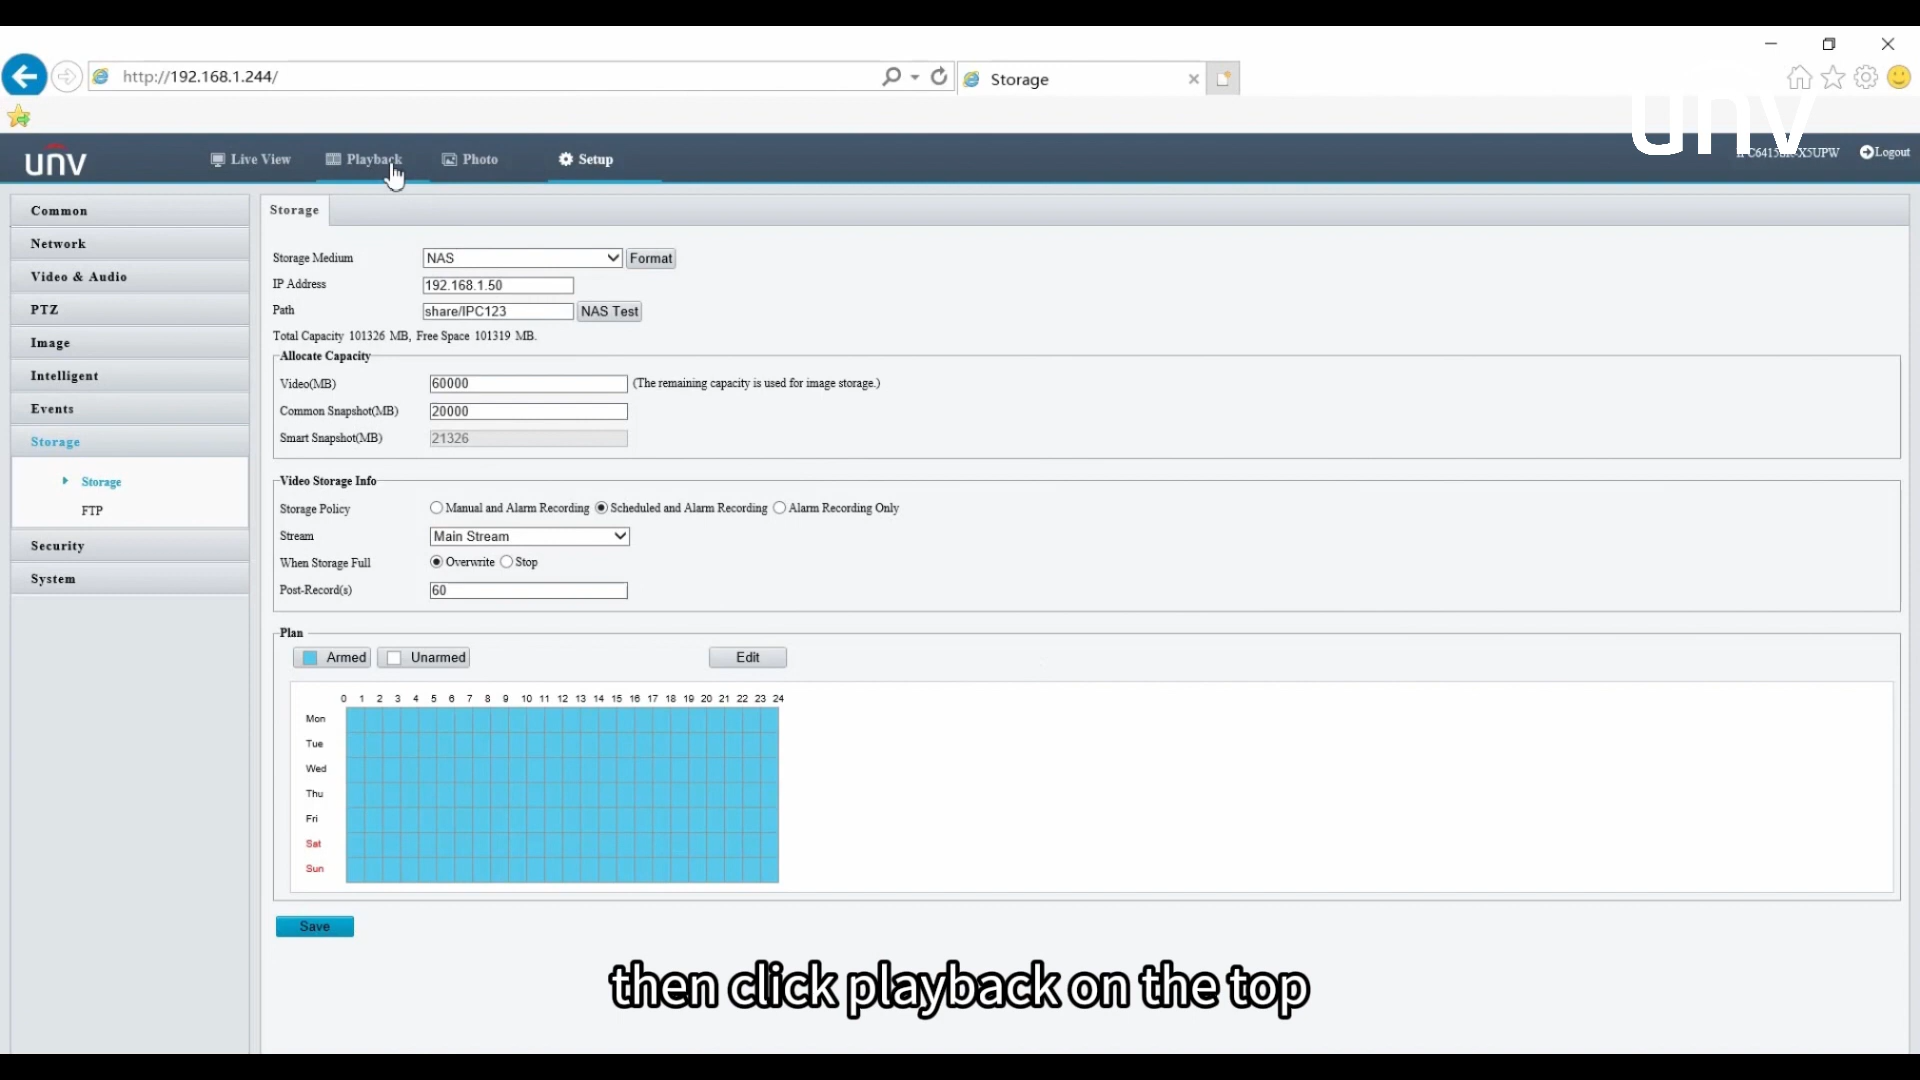 http://192.168.1.244/
Storage
unv
unv
Live View
Playback
Photo
Setup
Logout
Common
Network
Video & Audio
PTZ
Image
Intelligent
Events
Storage
Storage
FTP
Security
System
Storage
Storage Medium NAS Format
IP Address 192.168.1.50
Path share/IPC123 NAS Test
Total Capacity 101326 MB, Free Space 101319 MB.
Allocate Capacity
Video(MB) 60000 (The remaining capacity is used for image storage.)
Common Snapshot(MB) 20000
Smart Snapshot(MB) 21326
Video Storage Info
Storage Policy Manual and Alarm Recording Scheduled and Alarm Recording Alarm Recording Only
Stream Main Stream
When Storage Full Overwrite Stop
Post-Record(s) 60
Plan
Armed Unarmed Edit
0 1 2 3 4 5 6 7 8 9 10 11 12 13 14 15 16 17 18 19 20 21 22 23 24
Mon
Tue
Wed
Thu
Fri
Sat
Sun
Save
then click playback on the top